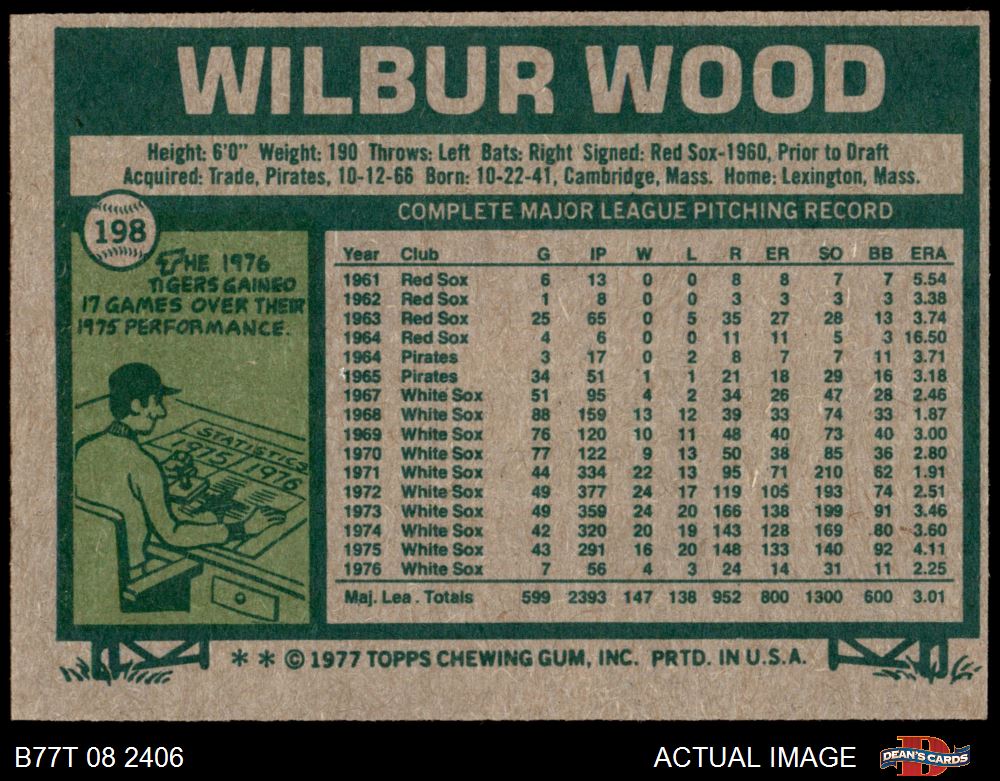 WILBUR WOOD
Height: 6'0" Weight: 190 Throws: Left Bats: Right Signed: Red Sox-1960, Prior to Draft
Acquired: Trade, Pirates, 10-12-66 Born: 10-22-41, Cambridge, Mass. Home: Lexington, Mass.
198
THE 1976
TIGERS GAINED
17 GAMES OVER THEIR
1975 PERFORMANCE.
STATISTICS
1975 1976
COMPLETE MAJOR LEAGUE PITCHING RECORD
Year Club G IP W L R ER SO BB ERA
1961 Red Sox 6 13 0 0 8 8 7 7 5.54
1962 Red Sox 1 8 0 0 3 3 3 3 3.38
1963 Red Sox 25 65 0 5 35 27 28 13 3.74
1964 Red Sox 4 6 0 0 11 11 5 3 16.50
1964 Pirates 3 17 0 2 8 7 7 11 3.71
1965 Pirates 34 51 1 1 21 18 29 16 3.18
1967 White Sox 51 95 4 2 34 26 47 28 2.46
1968 White Sox 88 159 13 12 39 33 74 33 1.87
1969 White Sox 76 120 10 11 48 40 73 40 3.00
1970 White Sox 77 122 9 13 50 38 85 36 2.80
1971 White Sox 44 334 22 13 95 71 210 62 1.91
1972 White Sox 49 377 24 17 119 105 193 74 2.51
1973 White Sox 49 359 24 20 166 138 199 91 3.46
1974 White Sox 42 320 20 19 143 128 169 80 3.60
1975 White Sox 43 291 16 20 148 133 140 92 4.11
1976 White Sox 7 56 4 3 24 14 31 11 2.25
Maj. Lea . Totals 599 2393 147 138 952 800 1300 600 3.01
* * © 1977 TOPPS CHEWING GUM, INC. PRTD. IN U.S.A.
B77T 08 2406 ACTUAL IMAGE DEAN'S CARDS